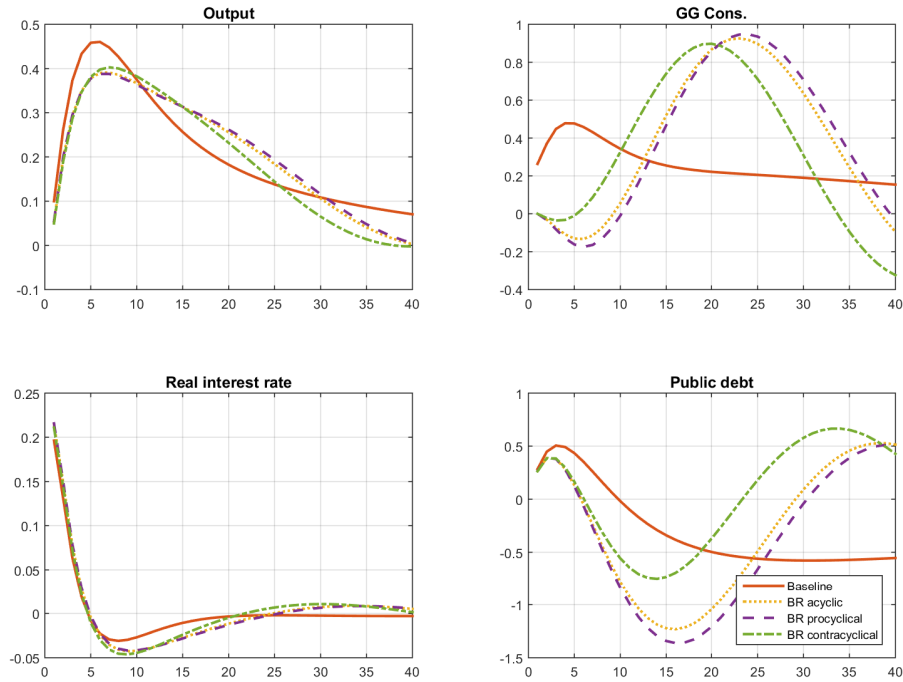 Output
0.5
0.4
0.3
0.2
0.1
0
-0.1
0 5 10 15 20 25 30 35 40
GG Cons.
1
0.8
0.6
0.4
0.2
0
-0.2
-0.4
0 5 10 15 20 25 30 35 40
Real interest rate
0.25
0.2
0.15
0.1
0.05
0
-0.05
0 5 10 15 20 25 30 35 40
Public debt
1
0.5
0
-0.5
-1
-1.5
0 5 10 15 20 25 30 35 40
Baseline
BR acyclic
BR procyclical
BR contracyclical